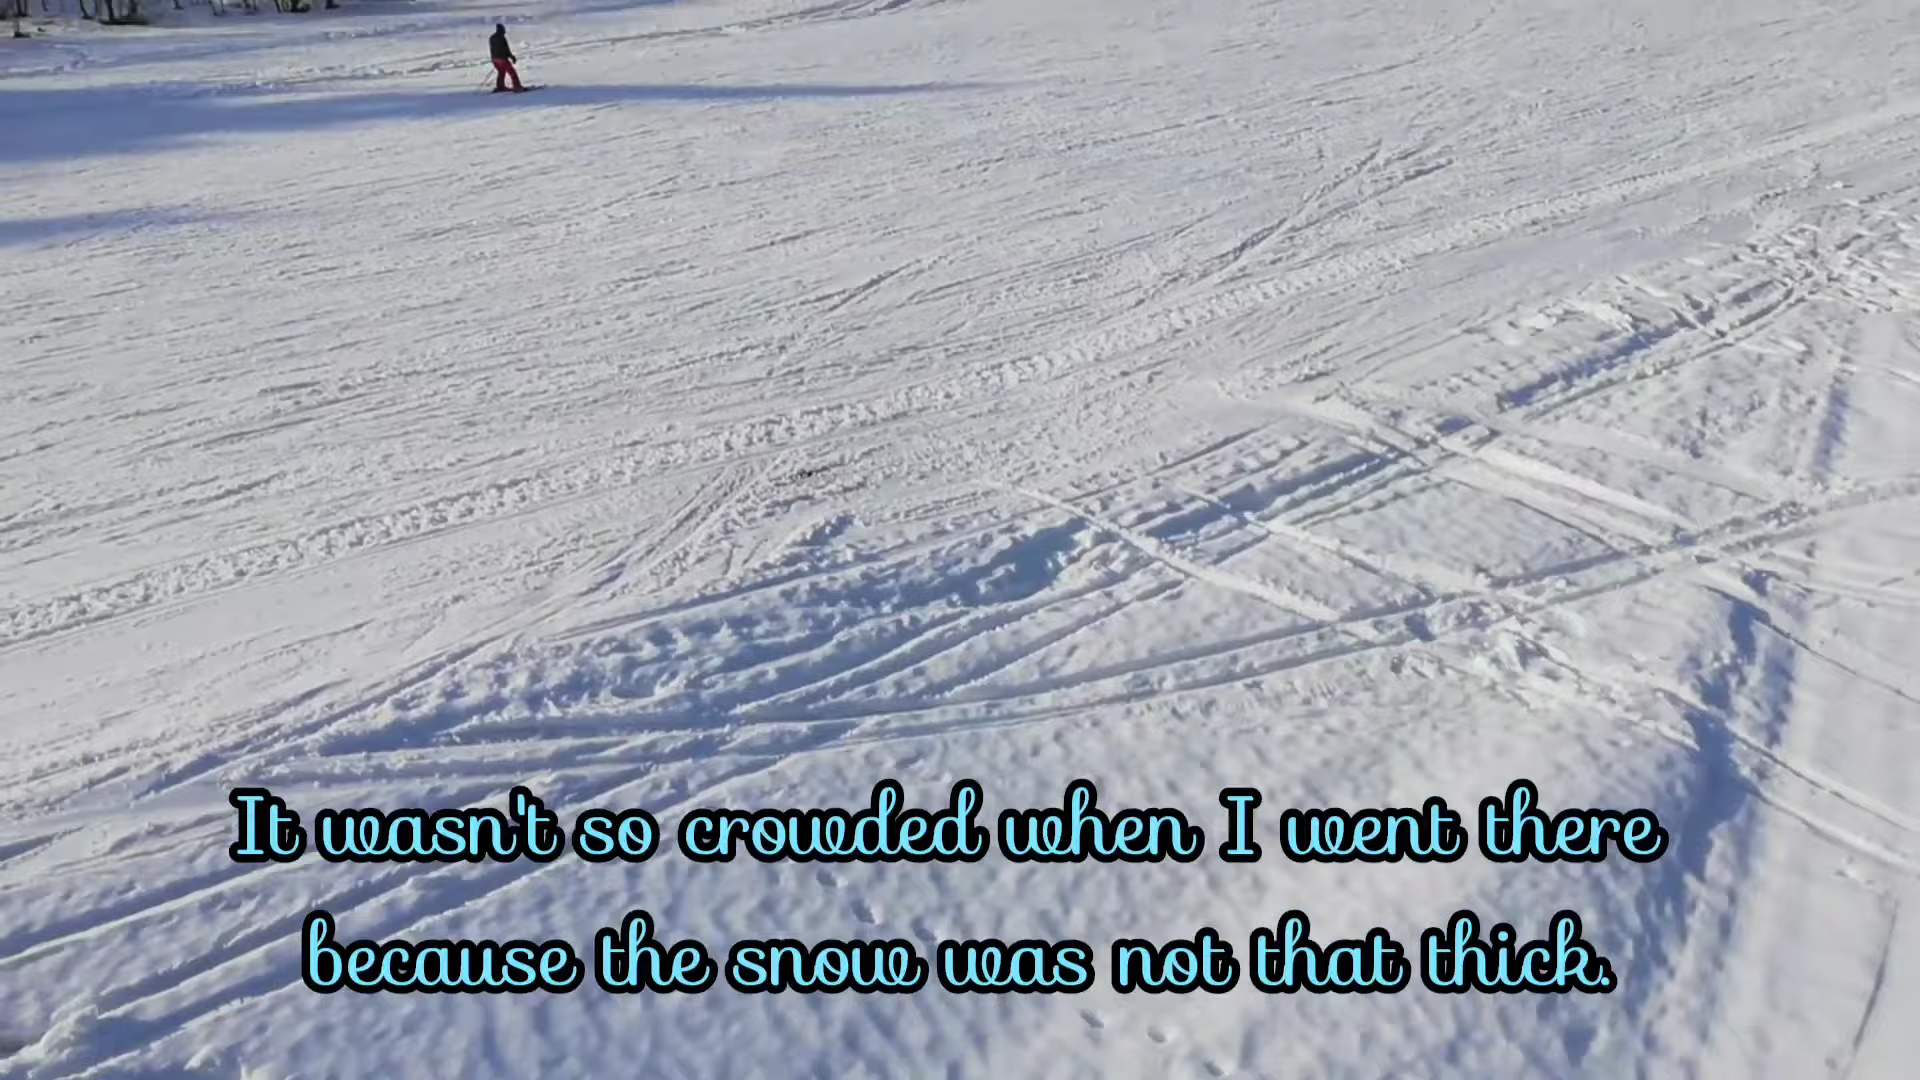 It wasn't so crowded when I went there
because the snow was not that thick.